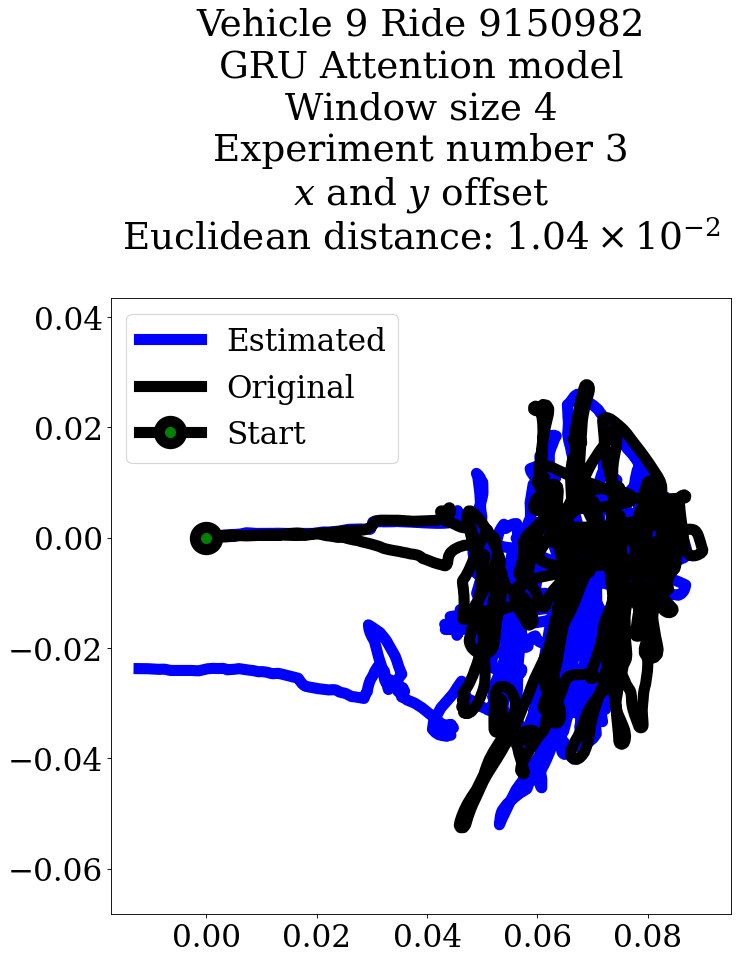 Vehicle 9 Ride 9150982
GRU Attention model
Window size 4
Experiment number 3
x and y offset
Euclidean distance: 1.04 × 10⁻²
0.04
Estimated
Original
0.02
Start
0.00
−0.02
−0.04
−0.06
0.00 0.02 0.04 0.06 0.08